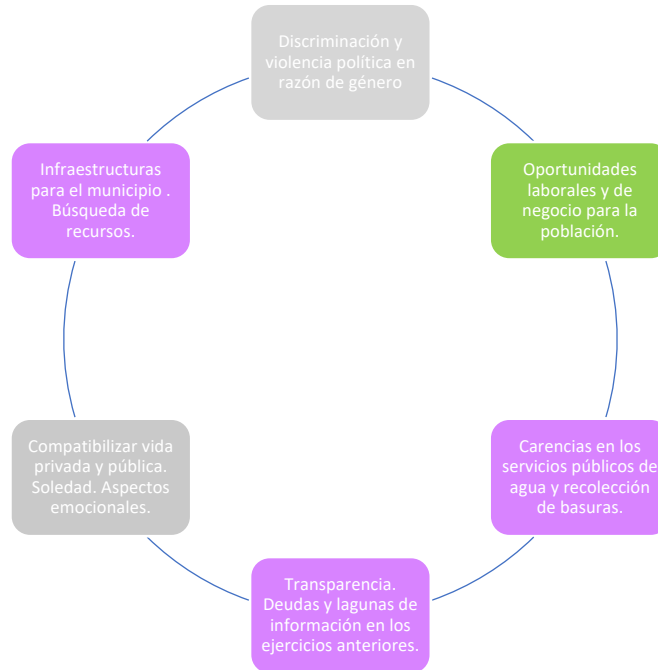 Discriminación y
violencia política en
razón de género
Oportunidades
laborales y de
negocio para la
población.
Carencias en los
servicios públicos de
agua y recolección
de basuras.
Transparencia.
Deudas y lagunas de
información en los
ejercicios anteriores.
Compatibilizar vida
privada y pública.
Soledad. Aspectos
emocionales.
Infraestructuras
para el municipio .
Búsqueda de
recursos.